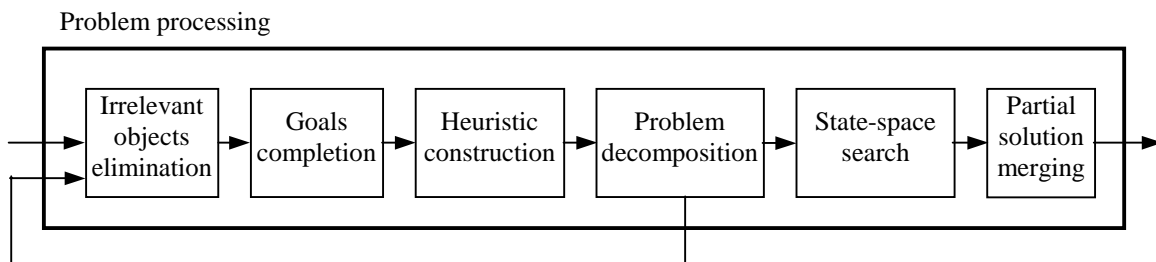 Problem processing
Irrelevant
objects
elimination
Goals
completion
Heuristic
construction
Problem
decomposition
State-space
search
Partial
solution
merging